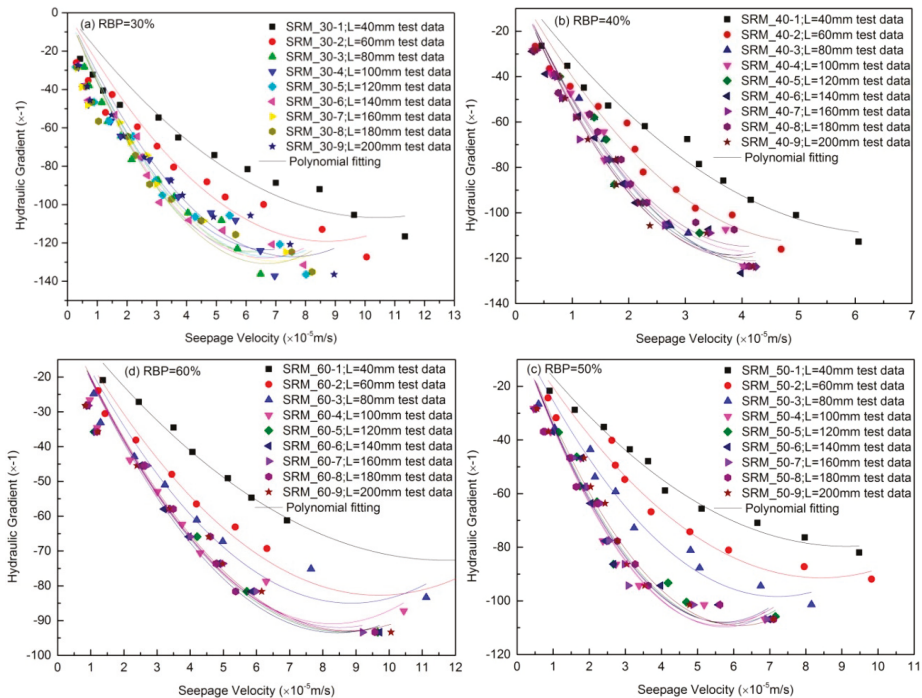 (a) RBP=30%
SRM_30-1;L=40mm test data
SRM_30-2;L=60mm test data
SRM_30-3;L=80mm test data
SRM_30-4;L=100mm test data
SRM_30-5;L=120mm test data
SRM_30-6;L=140mm test data
SRM_30-7;L=160mm test data
SRM_30-8;L=180mm test data
SRM_30-9;L=200mm test data
Polynomial fitting
0
-20
-40
-60
-80
-100
-120
-140
-160
Hydraulic Gradient (×-1)
0 1 2 3 4 5 6 7 8 9 10 11 12 13
Seepage Velocity (×10-5m/s)
(b) RBP=40%
SRM_40-1;L=40mm test data
SRM_40-2;L=60mm test data
SRM_40-3;L=80mm test data
SRM_40-4;L=100mm test data
SRM_40-5;L=120mm test data
SRM_40-6;L=140mm test data
SRM_40-7;L=160mm test data
SRM_40-8;L=180mm test data
SRM_40-9;L=200mm test data
Polynomial fitting
-20
-40
-60
-80
-100
-120
-140
Hydraulic Gradient (×-1)
0 1 2 3 4 5 6 7
Seepage Velocity (×10-5m/s)
(d) RBP=60%
SRM_60-1;L=40mm test data
SRM_60-2;L=60mm test data
SRM_60-3;L=80mm test data
SRM_60-4;L=100mm test data
SRM_60-5;L=120mm test data
SRM_60-6;L=140mm test data
SRM_60-7;L=160mm test data
SRM_60-8;L=180mm test data
SRM_60-9;L=200mm test data
Polynomial fitting
-20
-30
-40
-50
-60
-70
-80
-90
-100
Hydraulic Gradient (×-1)
0 1 2 3 4 5 6 7 8 9 10 11 12
Seepage Velocity (×10-5m/s)
(c) RBP=50%
SRM_50-1;L=40mm test data
SRM_50-2;L=60mm test data
SRM_50-3;L=80mm test data
SRM_50-4;L=100mm test data
SRM_50-5;L=120mm test data
SRM_50-6;L=140mm test data
SRM_50-7;L=160mm test data
SRM_50-8;L=180mm test data
SRM_50-9;L=200mm test data
Polynomial fitting
-20
-40
-60
-80
-100
-120
Hydraulic Gradient (×-1)
0 1 2 3 4 5 6 7 8 9 10 11
Seepage Velocity (×10-5m/s)